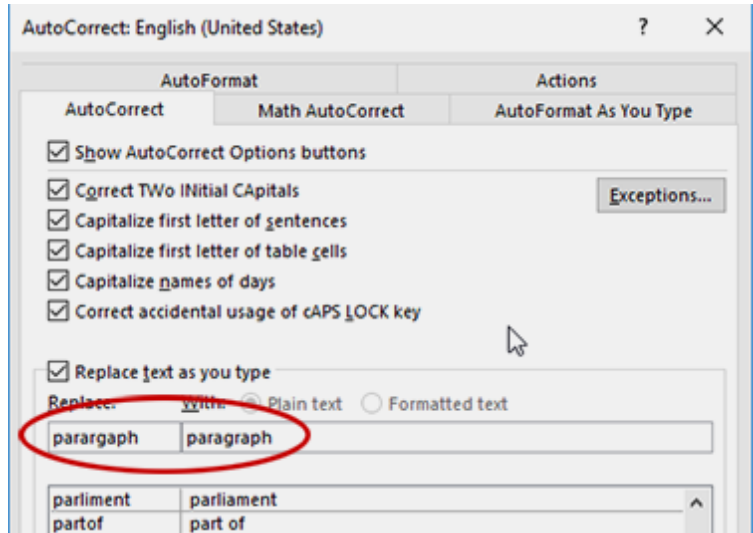 AutoCorrect: English (United States) ?
AutoFormat Actions
AutoCorrect Math AutoCorrect AutoFormat As You Type
Show AutoCorrect Options buttons
Correct TWo INitial CApitals Exceptions...
Capitalize first letter of sentences
Capitalize first letter of table cells
Capitalize names of days
Correct accidental usage of cAPS LOCK key
Replace text as you type
Replace: With: Plain text Formatted text
parargaph paragraph
parliment parliament
partof part of